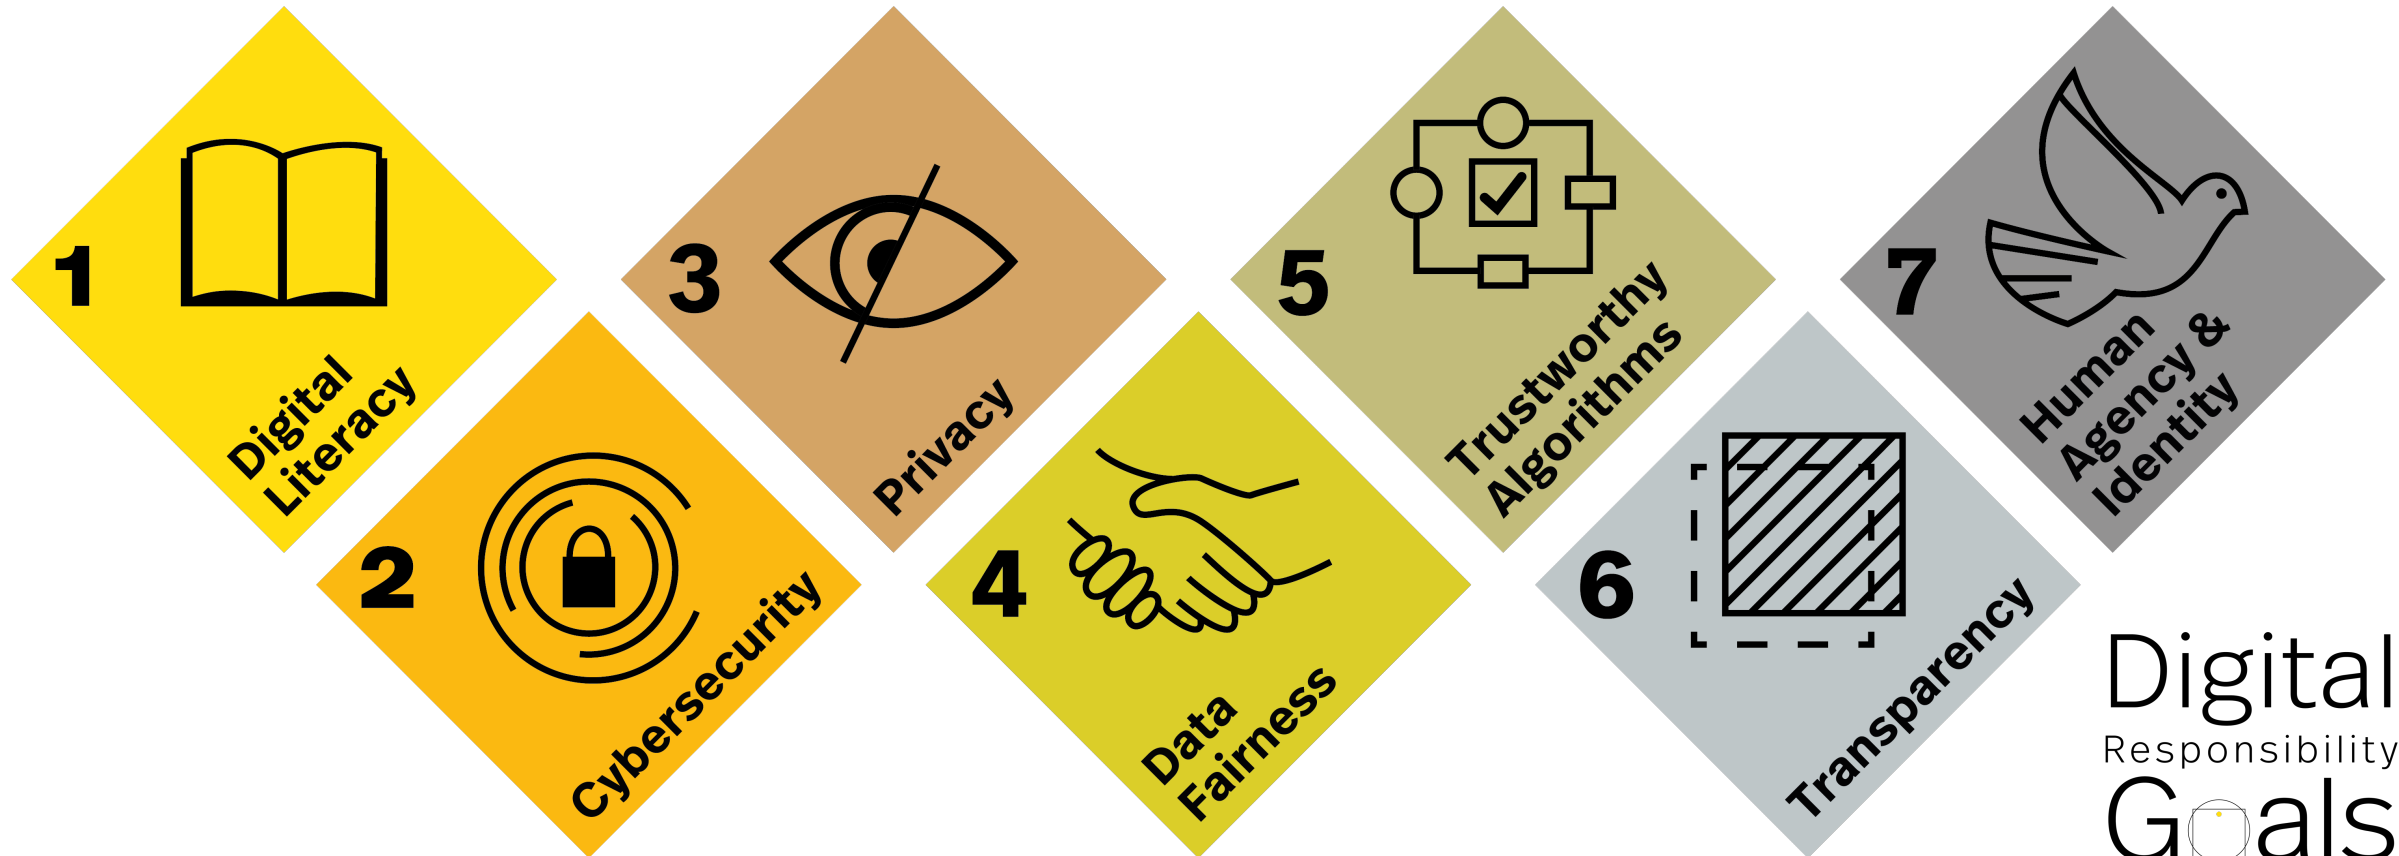 1
Digital
Literacy
2
Cybersecurity
3
Privacy
4
Data
Fairness
5
Trustworthy
Algorithms
6
Transparency
7
Human
Agency &
Identity
Digital
Responsibility
Goals